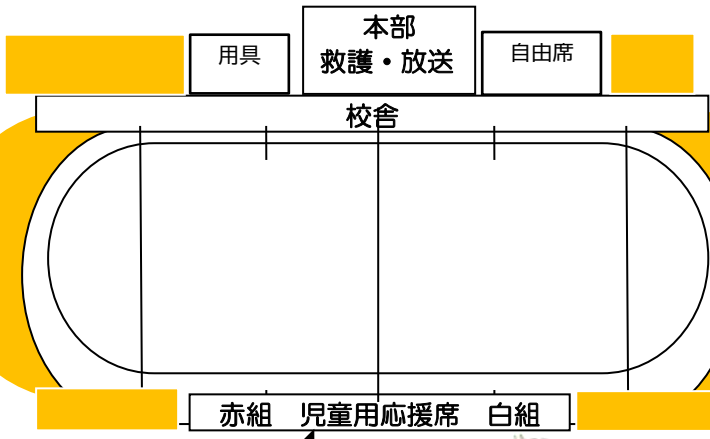 本部
救護・放送
用具
自由席
校舎
赤組 児童用応援席 白組